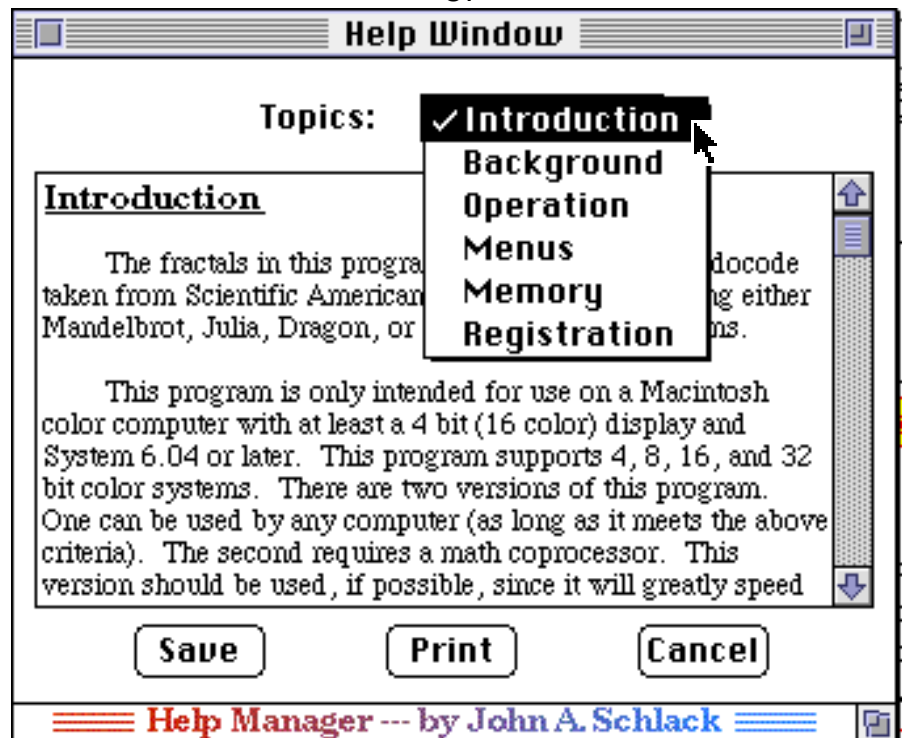 Help Window
Topics:
✓Introduction
Background
Operation
Menus
Memory
Registration
Introduction
The fractals in this progra docode
taken from Scientific American ng either
Mandelbrot, Julia, Dragon, or ms.
This program is only intended for use on a Macintosh
color computer with at least a 4 bit (16 color) display and
System 6.04 or later. This program supports 4, 8, 16, and 32
bit color systems. There are two versions of this program.
One can be used by any computer (as long as it meets the above
criteria). The second requires a math coprocessor. This
version should be used, if possible, since it will greatly speed
Save
Print
Cancel
Help Manager --- by John A. Schlack